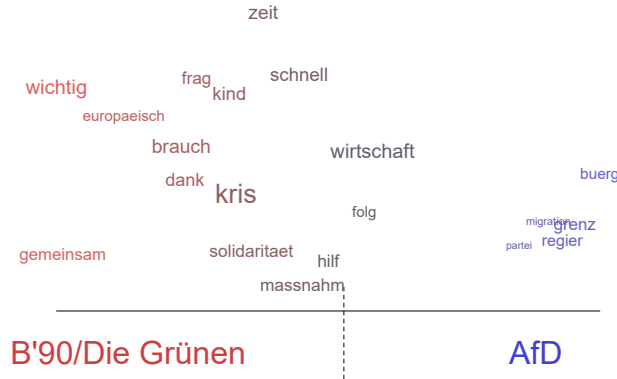 zeit
frag
schnell
wichtig
kind
europaeisch
brauch
wirtschaft
dank
buerg
kris
folg
migration
grenz
partei
regier
gemeinsam
solidaritaet
hilf
massnahm
B'90/Die Grünen
AfD